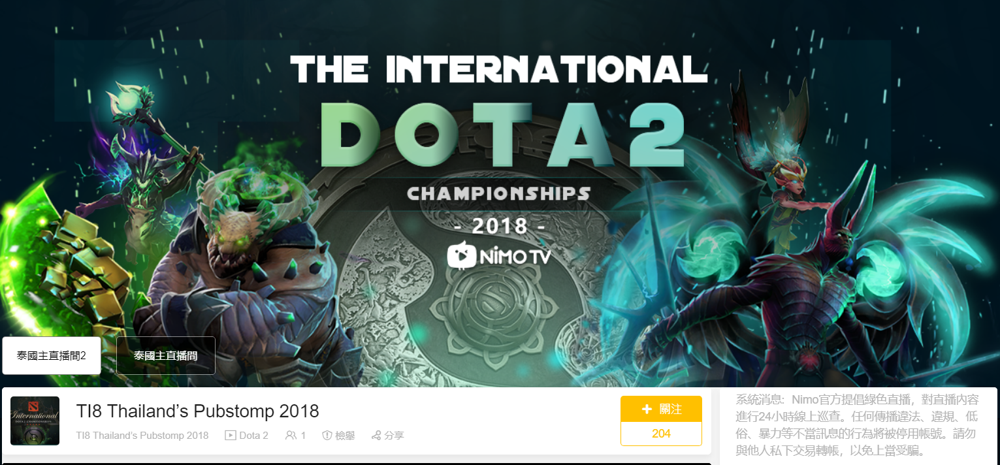 THE INTERNATIONAL
DOTA2
CHAMPIONSHIPS
- 2018 -
NIMO TV
泰國主直播間2
泰國主直播間
International
DOTA 2 CHAMPIONSHIPS
TI8 Thailand’s Pubstomp 2018
TI8 Thailand’s Pubstomp 2018
Dota 2
1
檢舉
分享
+ 關注
204
系統消息: Nimo官方提倡綠色直播，對直播內容
進行24小時線上巡查。任何傳播違法、違規、低
俗、暴力等不當訊息的行為將被停用帳號。請勿
與他人私下交易轉帳，以免上當受騙。